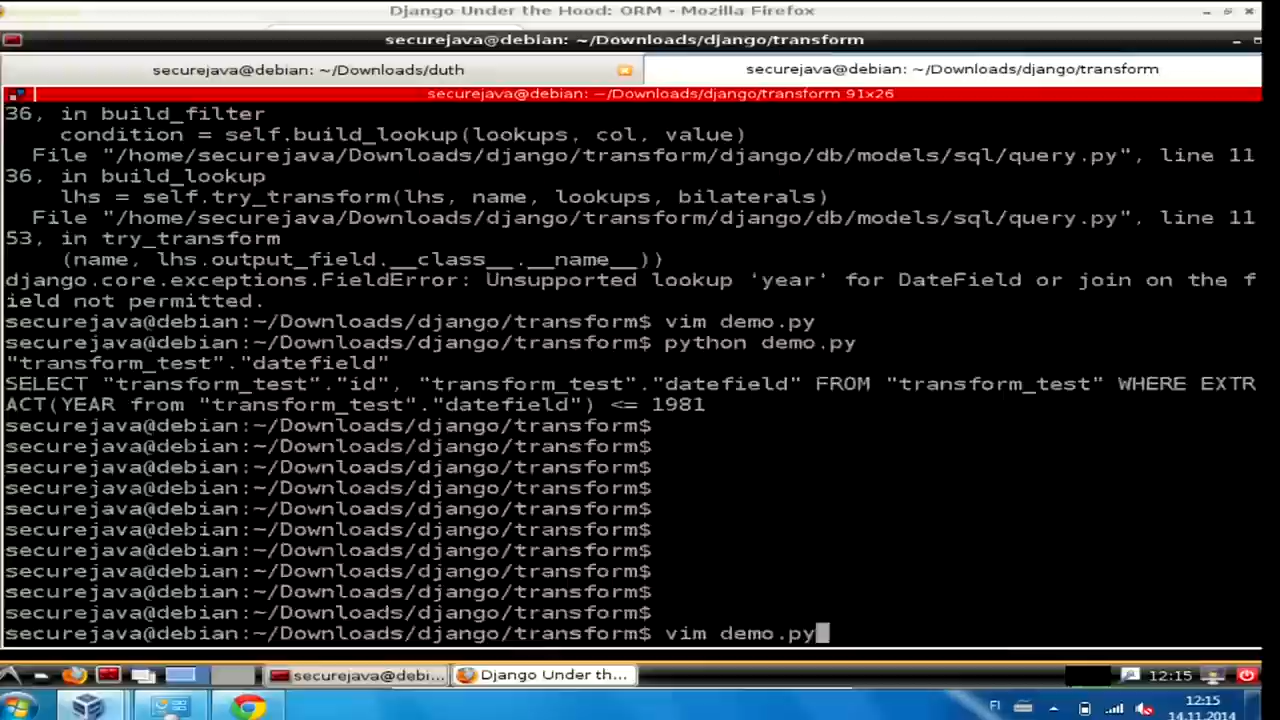 Django Under the Hood: ORM - Mozilla Firefox
securejava@debian: ~/Downloads/django/transform
securejava@debian: ~/Downloads/duth
securejava@debian: ~/Downloads/django/transform
securejava@debian: ~/Downloads/django/transform 91x26
36, in build_filter
    condition = self.build_lookup(lookups, col, value)
  File "/home/securejava/Downloads/django/transform/django/db/models/sql/query.py", line 11
36, in build_lookup
    lhs = self.try_transform(lhs, name, lookups, bilaterals)
  File "/home/securejava/Downloads/django/transform/django/db/models/sql/query.py", line 11
53, in try_transform
    (name, lhs.output_field.__class__.__name__))
django.core.exceptions.FieldError: Unsupported lookup 'year' for DateField or join on the f
ield not permitted.
securejava@debian:~/Downloads/django/transform$ vim demo.py
securejava@debian:~/Downloads/django/transform$ python demo.py
"transform_test"."datefield"
SELECT "transform_test"."id", "transform_test"."datefield" FROM "transform_test" WHERE EXTR
ACT(YEAR from "transform_test"."datefield") <= 1981
securejava@debian:~/Downloads/django/transform$
securejava@debian:~/Downloads/django/transform$
securejava@debian:~/Downloads/django/transform$
securejava@debian:~/Downloads/django/transform$
securejava@debian:~/Downloads/django/transform$
securejava@debian:~/Downloads/django/transform$
securejava@debian:~/Downloads/django/transform$
securejava@debian:~/Downloads/django/transform$
securejava@debian:~/Downloads/django/transform$
securejava@debian:~/Downloads/django/transform$
securejava@debian:~/Downloads/django/transform$ vim demo.py
securejava@debi...
Django Under th...
12:15
FI
12:15
14.11.2014